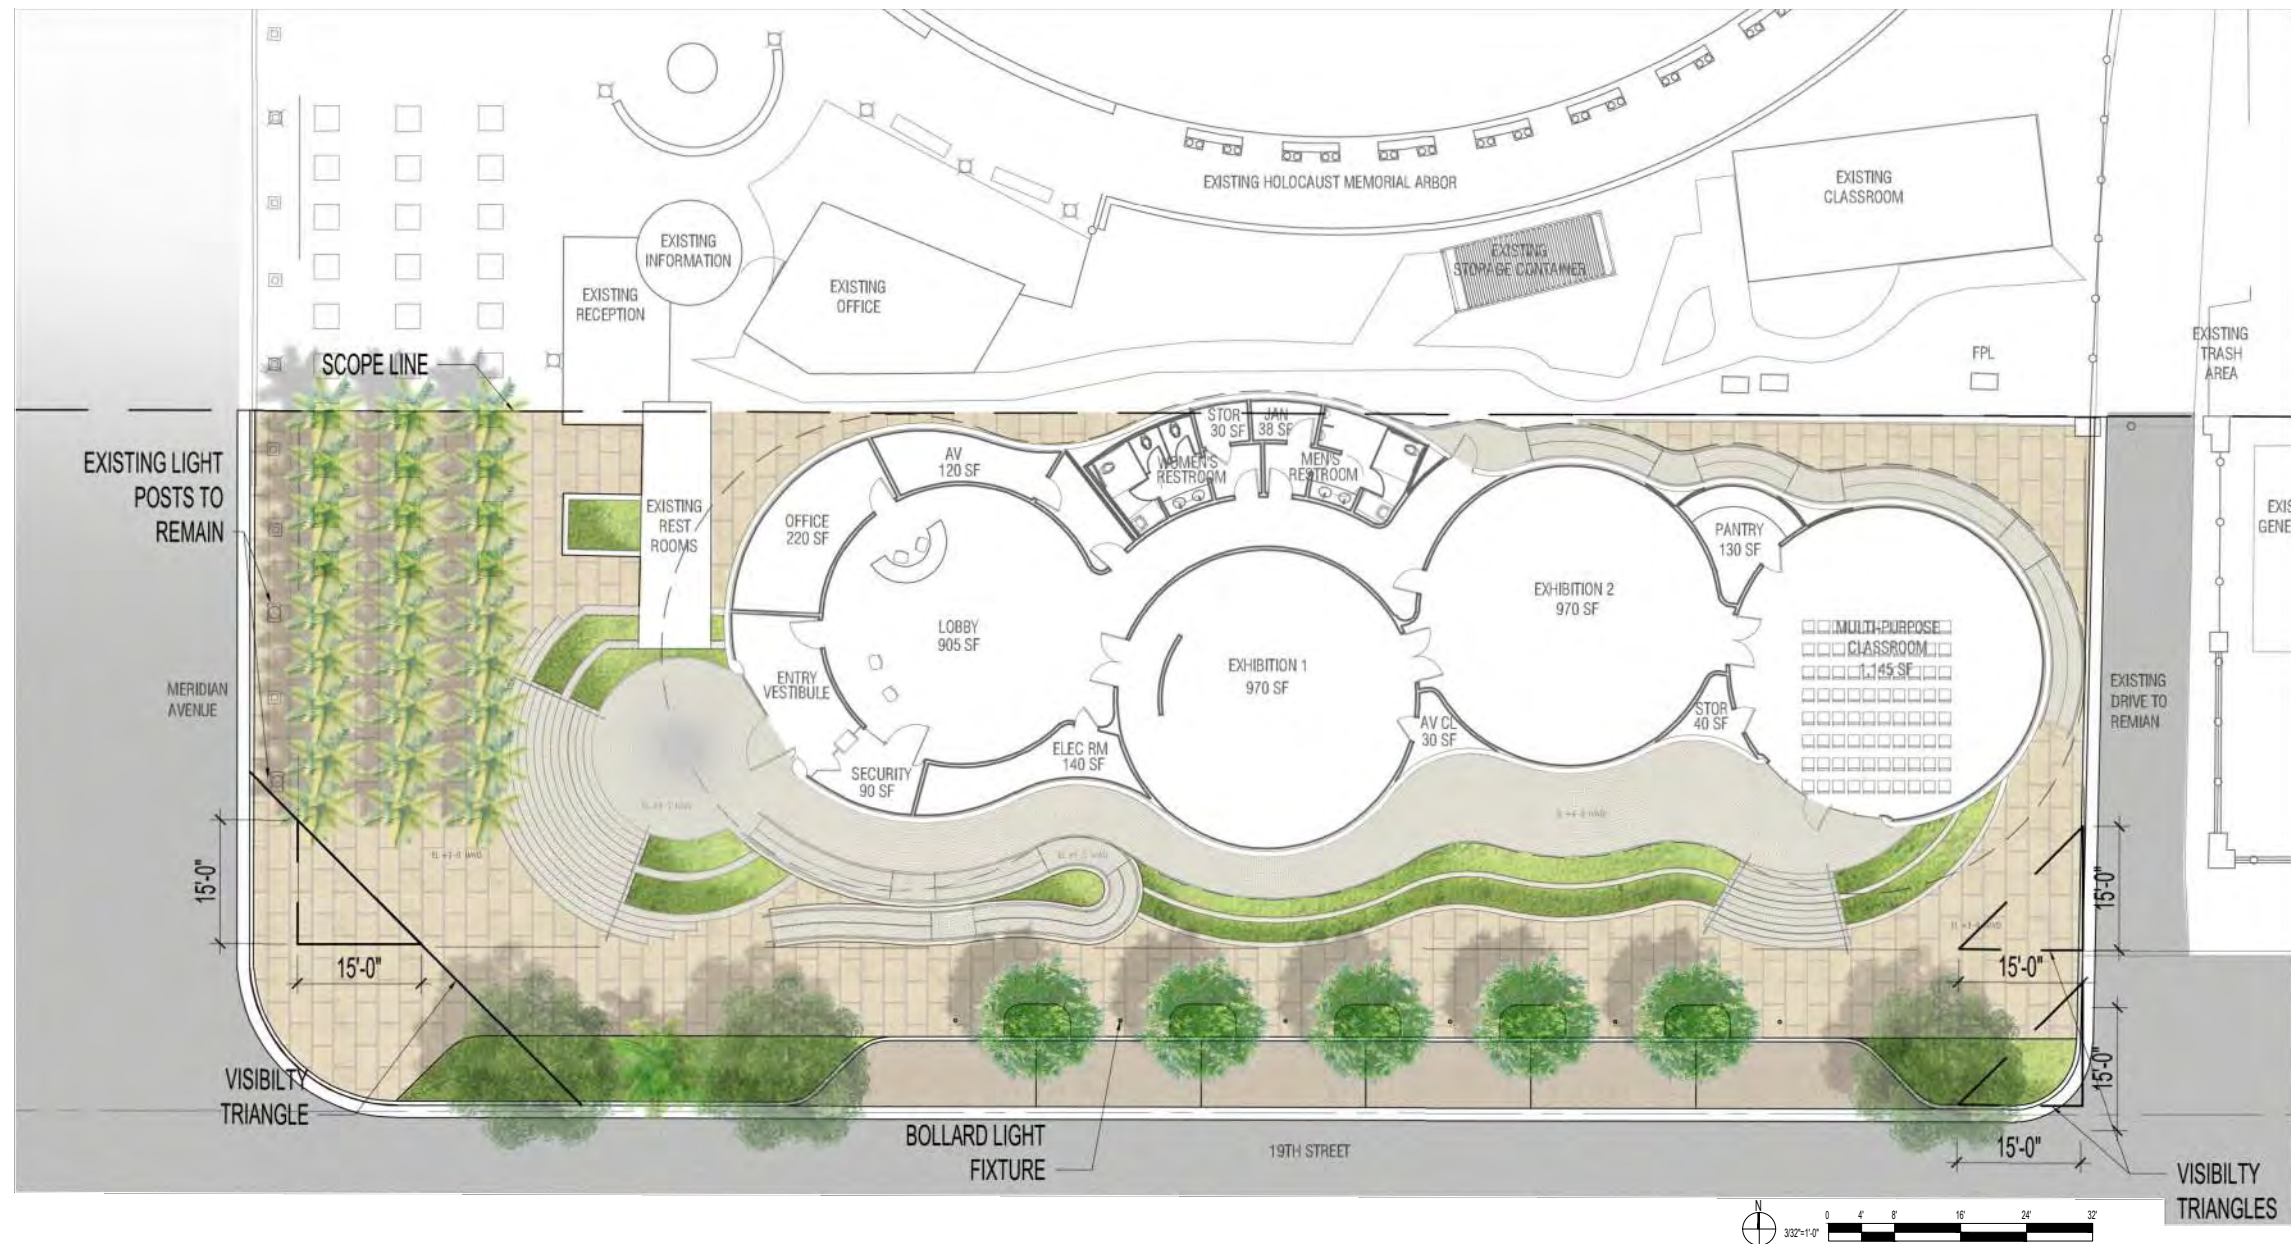 EXISTING HOLOCAUST MEMORIAL ARBOR
EXISTING
CLASSROOM
EXISTING
INFORMATION
EXISTING
STORAGE CONTAINER
EXISTING
OFFICE
EXISTING
RECEPTION
EXISTING
TRASH
AREA
FPL
SCOPE LINE
EXISTING LIGHT
POSTS TO
REMAIN
STOR
30 SF
JAN
38 SF
AV
120 SF
WOMEN'S
RESTROOM
MEN'S
RESTROOM
EXISTING
REST
ROOMS
OFFICE
220 SF
PANTRY
130 SF
EXHIBITION 2
970 SF
LOBBY
905 SF
MULTI-PURPOSE
CLASSROOM
1,145 SF
EXHIBITION 1
970 SF
ENTRY
VESTIBULE
MERIDIAN
AVENUE
EXISTING
DRIVE TO
REMIAN
STOR
40 SF
AV CL
30 SF
ELEC RM
140 SF
SECURITY
90 SF
15'-0"
15'-0"
15'-0"
15'-0"
15'-0"
15'-0"
VISIBILTY
TRIANGLE
BOLLARD LIGHT
FIXTURE
19TH STREET
VISIBILTY
TRIANGLES
N
3/32"=1'-0"
0 4' 8' 16' 24' 32'